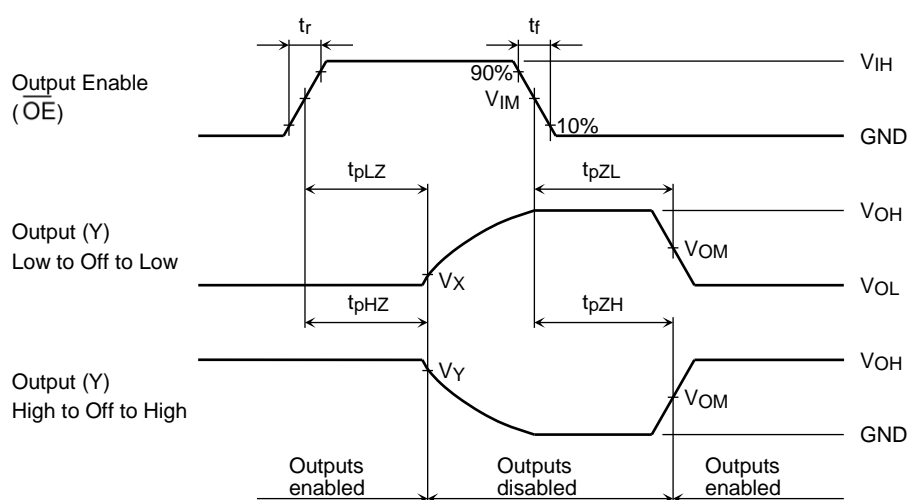 tr
tf
90%
VIH
Output Enable
(OE)
VIM
10%
GND
tpLZ
tpZL
VOH
Output (Y)
Low to Off to Low
VOM
VX
VOL
tpHZ
tpZH
VOH
Output (Y)
High to Off to High
VY
VOM
GND
Outputs
enabled
Outputs
disabled
Outputs
enabled